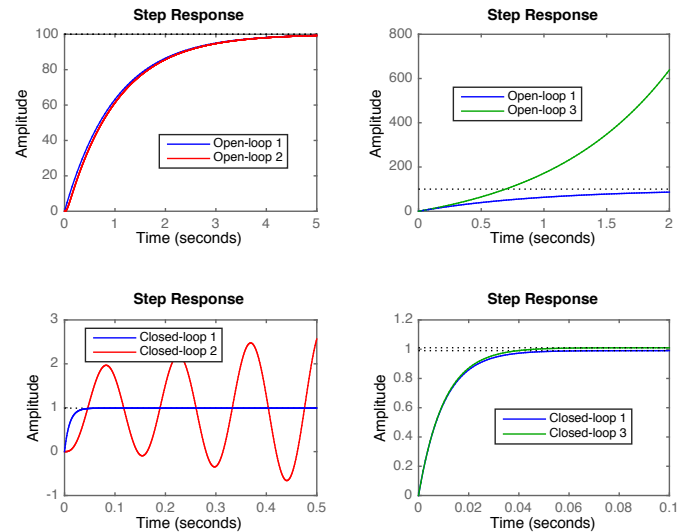 Step Response
100
80
60
40
20
0
Amplitude
Open-loop 1
Open-loop 2
0 1 2 3 4 5
Time (seconds)
Step Response
800
600
400
200
0
Amplitude
Open-loop 1
Open-loop 3
0 0.5 1 1.5 2
Time (seconds)
Step Response
3
2
1
0
-1
Amplitude
Closed-loop 1
Closed-loop 2
0 0.1 0.2 0.3 0.4 0.5
Time (seconds)
Step Response
1.2
1
0.8
0.6
0.4
0.2
0
Amplitude
Closed-loop 1
Closed-loop 3
0 0.02 0.04 0.06 0.08 0.1
Time (seconds)